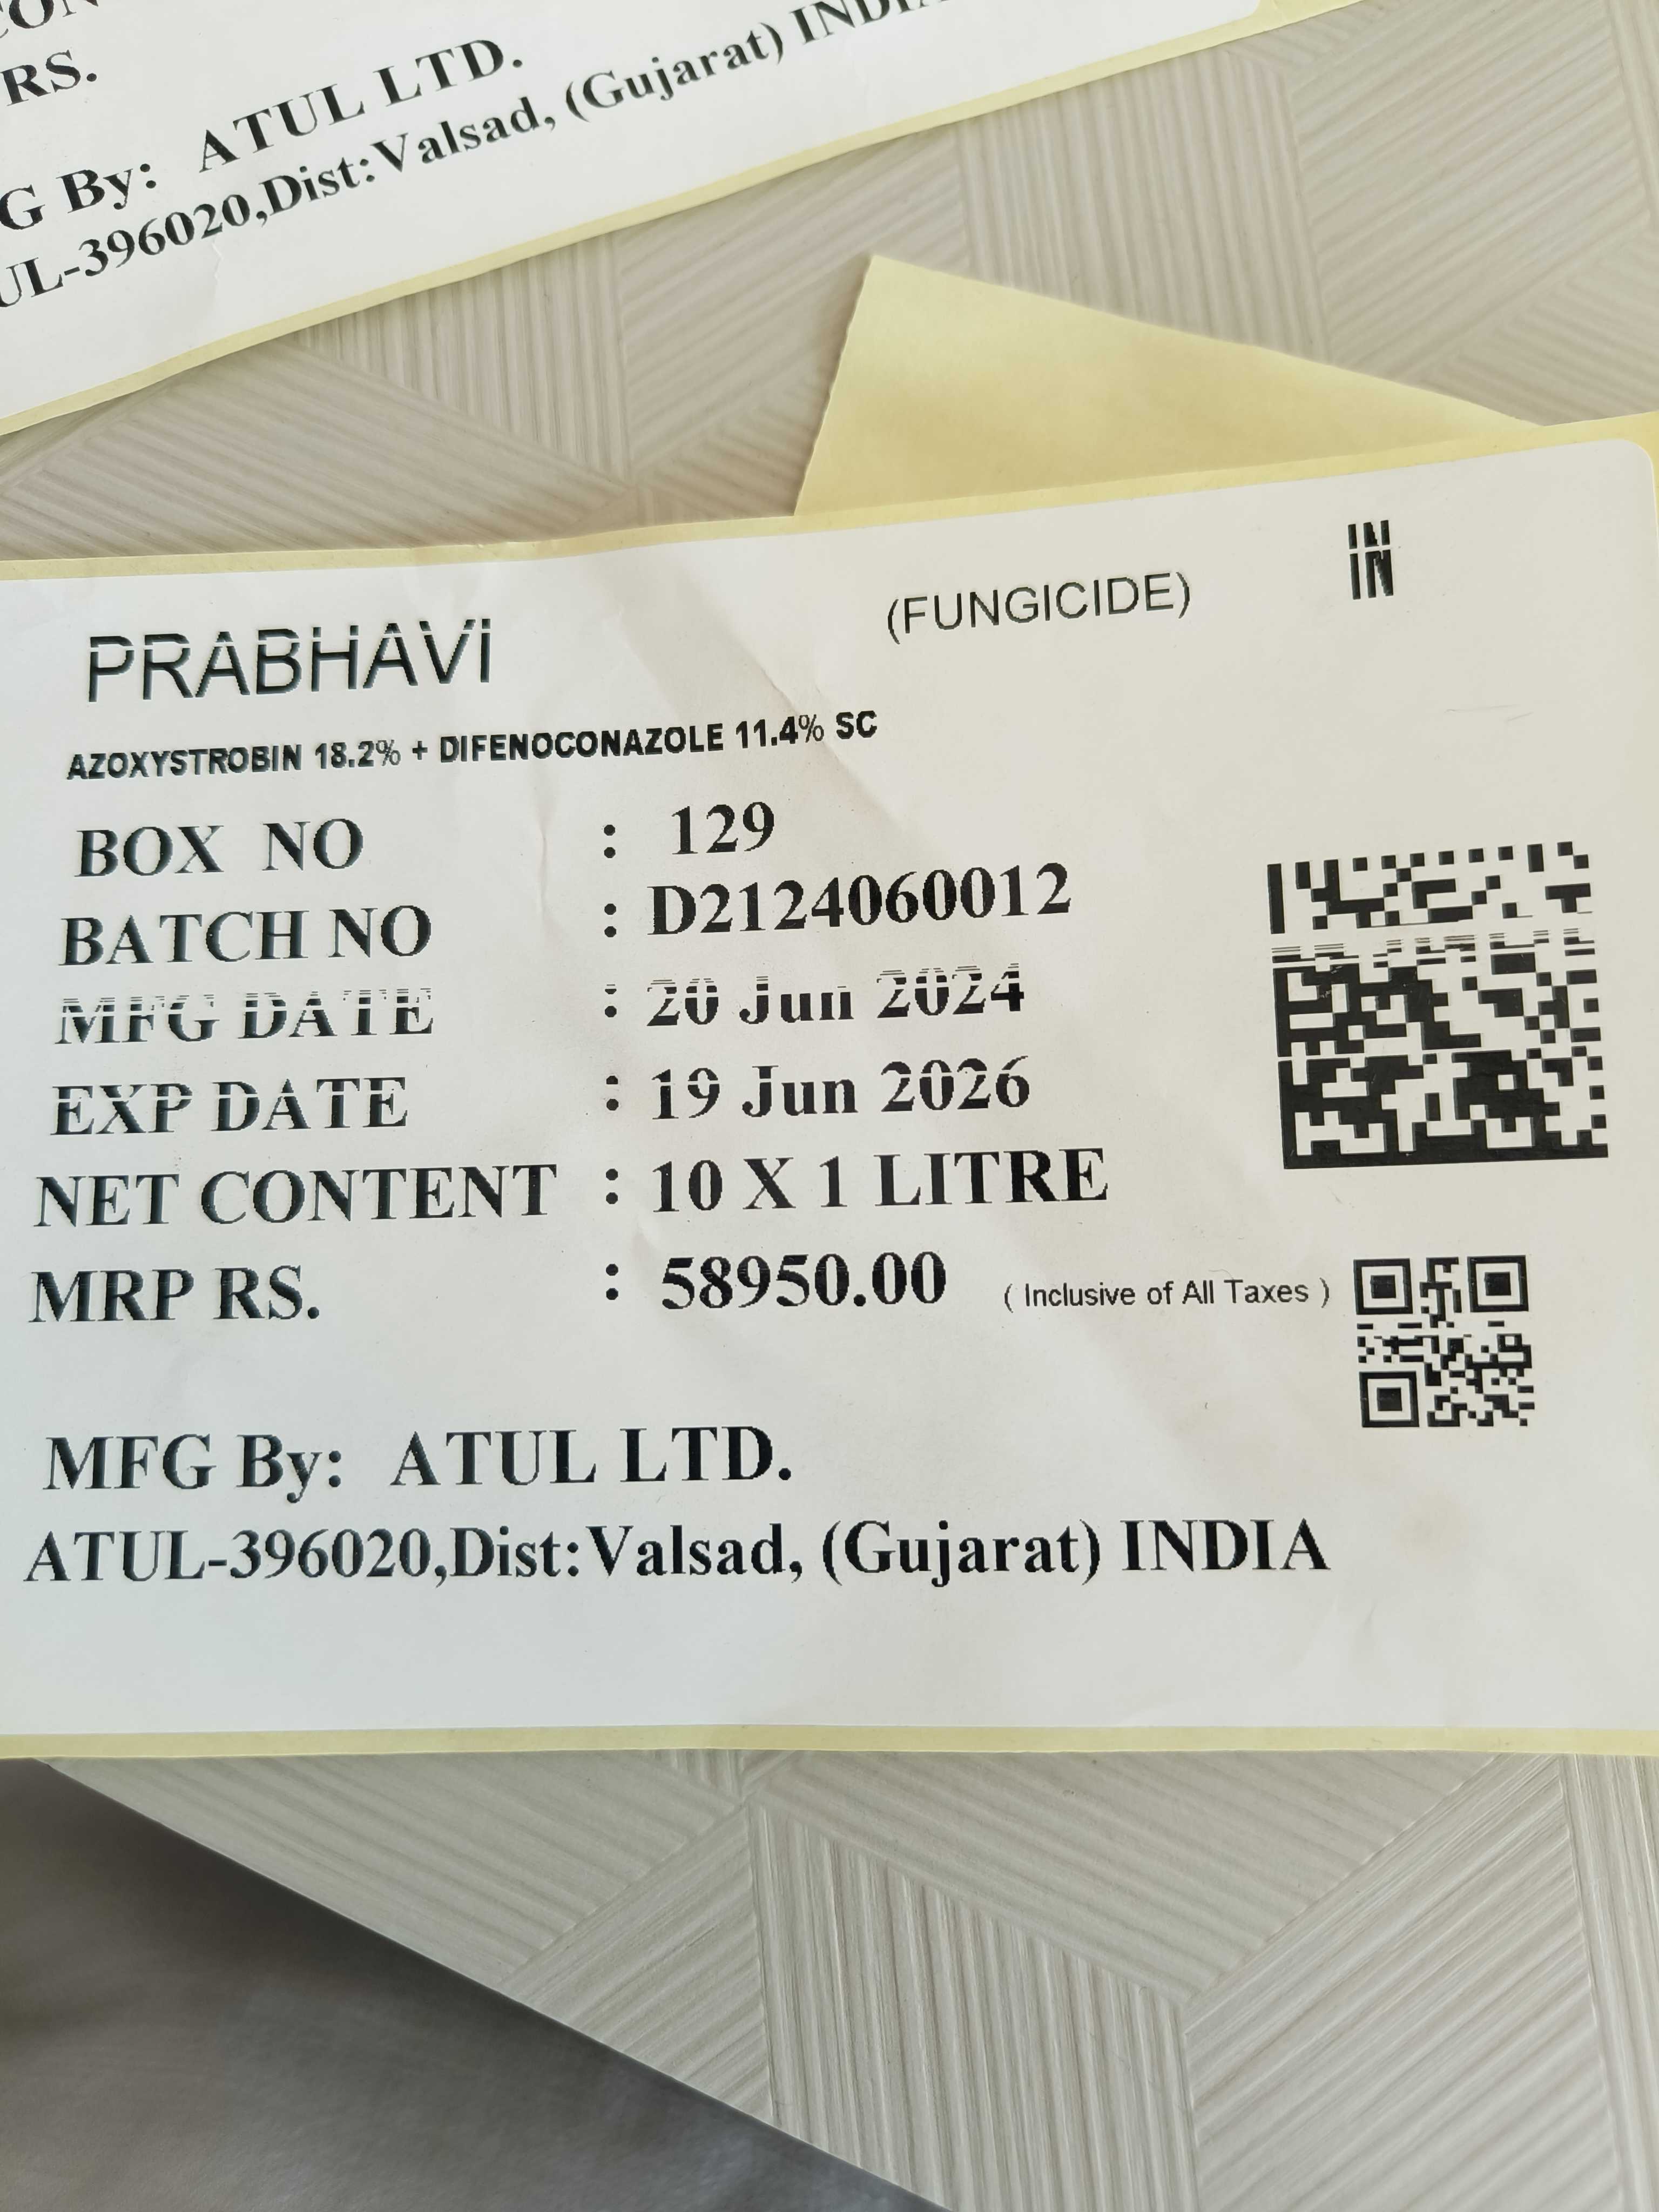 RS.
G By: ATUL LTD.
UL-396020,Dist:Valsad, (Gujarat) INDIA
IN
(FUNGICIDE)
PRABHAVI
AZOXYSTROBIN 18.2% + DIFENOCONAZOLE 11.4% SC
BOX NO : 129
BATCH NO : D2124060012
MFG DATE : 20 Jun 2024
EXP DATE : 19 Jun 2026
NET CONTENT : 10 X 1 LITRE
MRP RS. : 58950.00 ( Inclusive of All Taxes )
MFG By: ATUL LTD.
ATUL-396020,Dist:Valsad, (Gujarat) INDIA